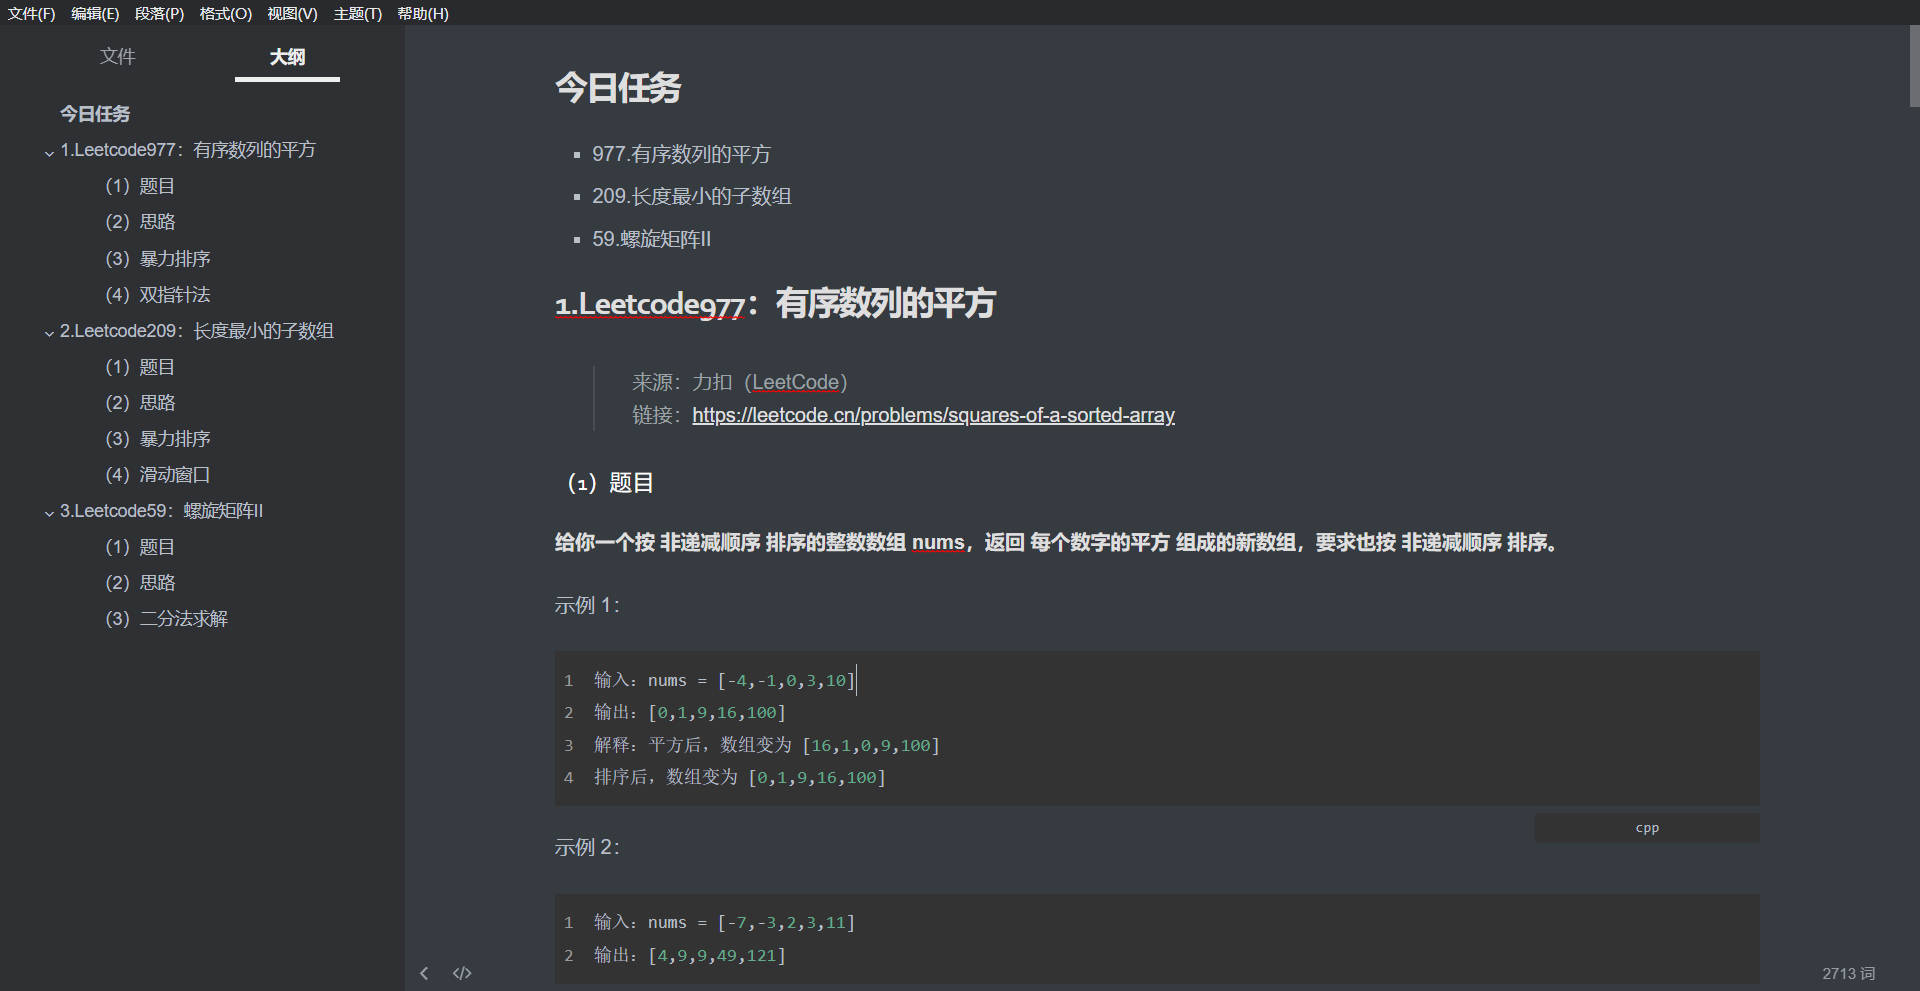 文件(F) 编辑(E) 段落(P) 格式(O) 视图(V) 主题(T) 帮助(H)
文件 大纲
今日任务
1.Leetcode977：有序数列的平方
（1）题目
（2）思路
（3）暴力排序
（4）双指针法
2.Leetcode209：长度最小的子数组
（1）题目
（2）思路
（3）暴力排序
（4）滑动窗口
3.Leetcode59：螺旋矩阵II
（1）题目
（2）思路
（3）二分法求解
今日任务
977.有序数列的平方
209.长度最小的子数组
59.螺旋矩阵II
1.Leetcode977：有序数列的平方
来源：力扣（LeetCode）
链接：https://leetcode.cn/problems/squares-of-a-sorted-array
（1）题目
给你一个按 非递减顺序 排序的整数数组 nums，返回 每个数字的平方 组成的新数组，要求也按 非递减顺序 排序。
示例 1：
1 输入：nums = [-4,-1,0,3,10]
2 输出：[0,1,9,16,100]
3 解释：平方后，数组变为 [16,1,0,9,100]
4 排序后，数组变为 [0,1,9,16,100]
cpp
示例 2：
1 输入：nums = [-7,-3,2,3,11]
2 输出：[4,9,9,49,121]
2713 词